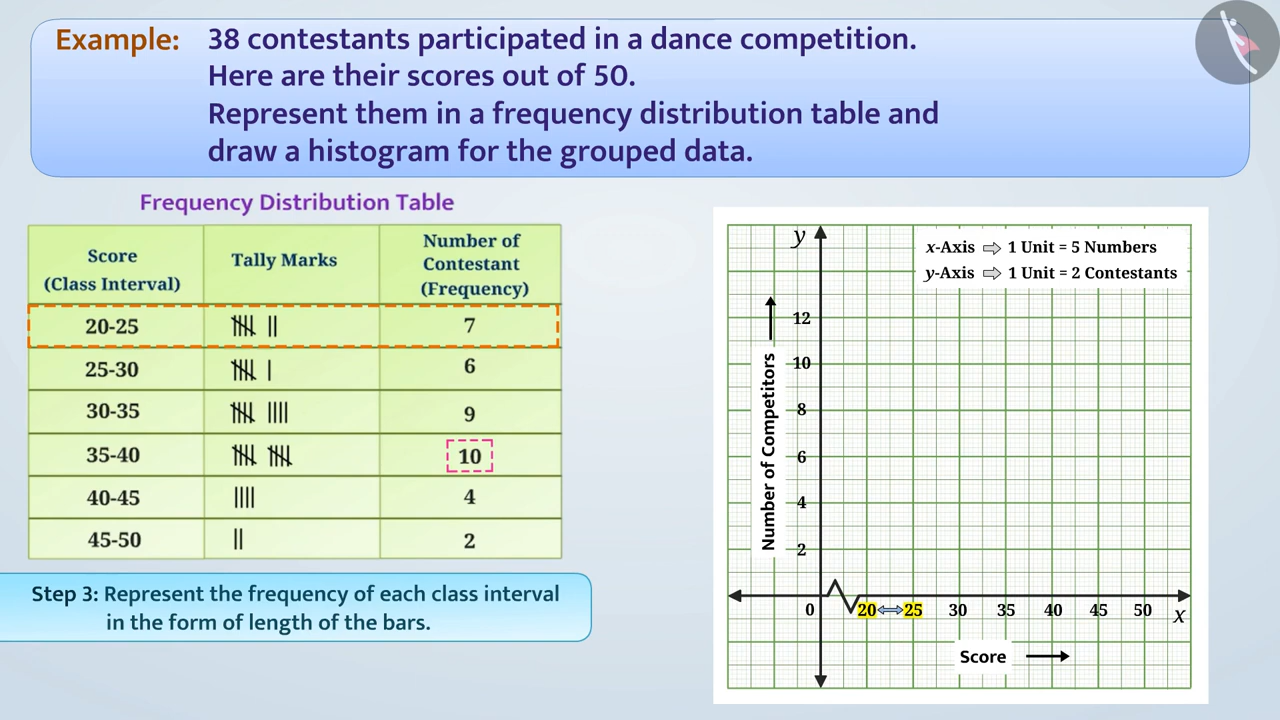 Example: 38 contestants participated in a dance competition.
Here are their scores out of 50.
Represent them in a frequency distribution table and
draw a histogram for the grouped data.
Frequency Distribution Table
Score
(Class Interval)
Tally Marks
Number of
Contestant
(Frequency)
20-25 7
25-30 6
30-35 9
35-40 10
40-45 4
45-50 2
Step 3: Represent the frequency of each class interval
in the form of length of the bars.
y
x-Axis ⇨ 1 Unit = 5 Numbers
y-Axis ⇨ 1 Unit = 2 Contestants
Number of Competitors
12
10
8
6
4
2
0 20 25 30 35 40 45 50 x
Score